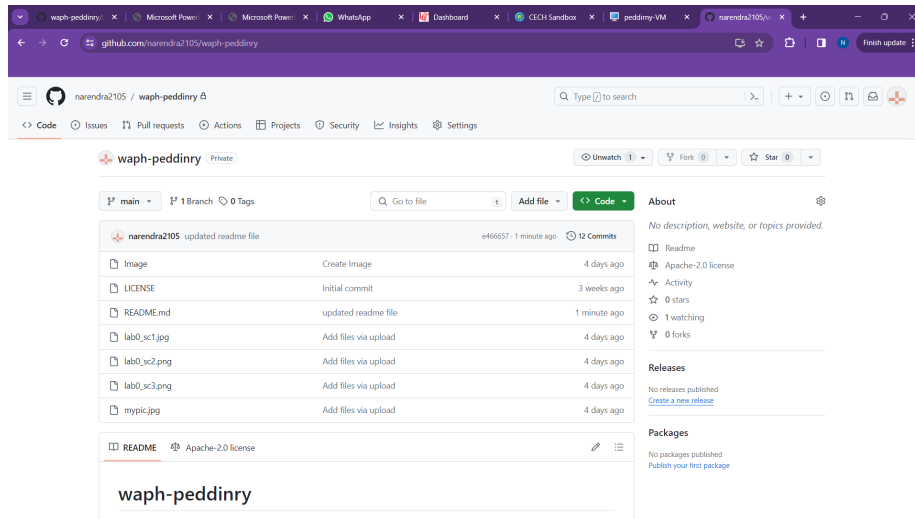 waph-peddinry/ Microsoft Power Microsoft Power WhatsApp Dashboard CECH Sandbox peddirny-VM narendra2105/w
github.com/narendra2105/waph-peddinry N Finish update
narendra2105 / waph-peddinry Type / to search
Code Issues Pull requests Actions Projects Security Insights Settings
waph-peddinry Private Unwatch 1 Fork 0 Star 0
main 1 Branch 0 Tags Go to file t Add file Code
narendra2105 updated readme file e466657 · 1 minute ago 12 Commits
Image Create Image 4 days ago
LICENSE Initial commit 3 weeks ago
README.md updated readme file 1 minute ago
lab0_sc1.jpg Add files via upload 4 days ago
lab0_sc2.png Add files via upload 4 days ago
lab0_sc3.png Add files via upload 4 days ago
mypic.jpg Add files via upload 4 days ago
README Apache-2.0 license
waph-peddinry
About
No description, website, or topics provided.
Readme
Apache-2.0 license
Activity
0 stars
1 watching
0 forks
Releases
No releases published
Create a new release
Packages
No packages published
Publish your first package